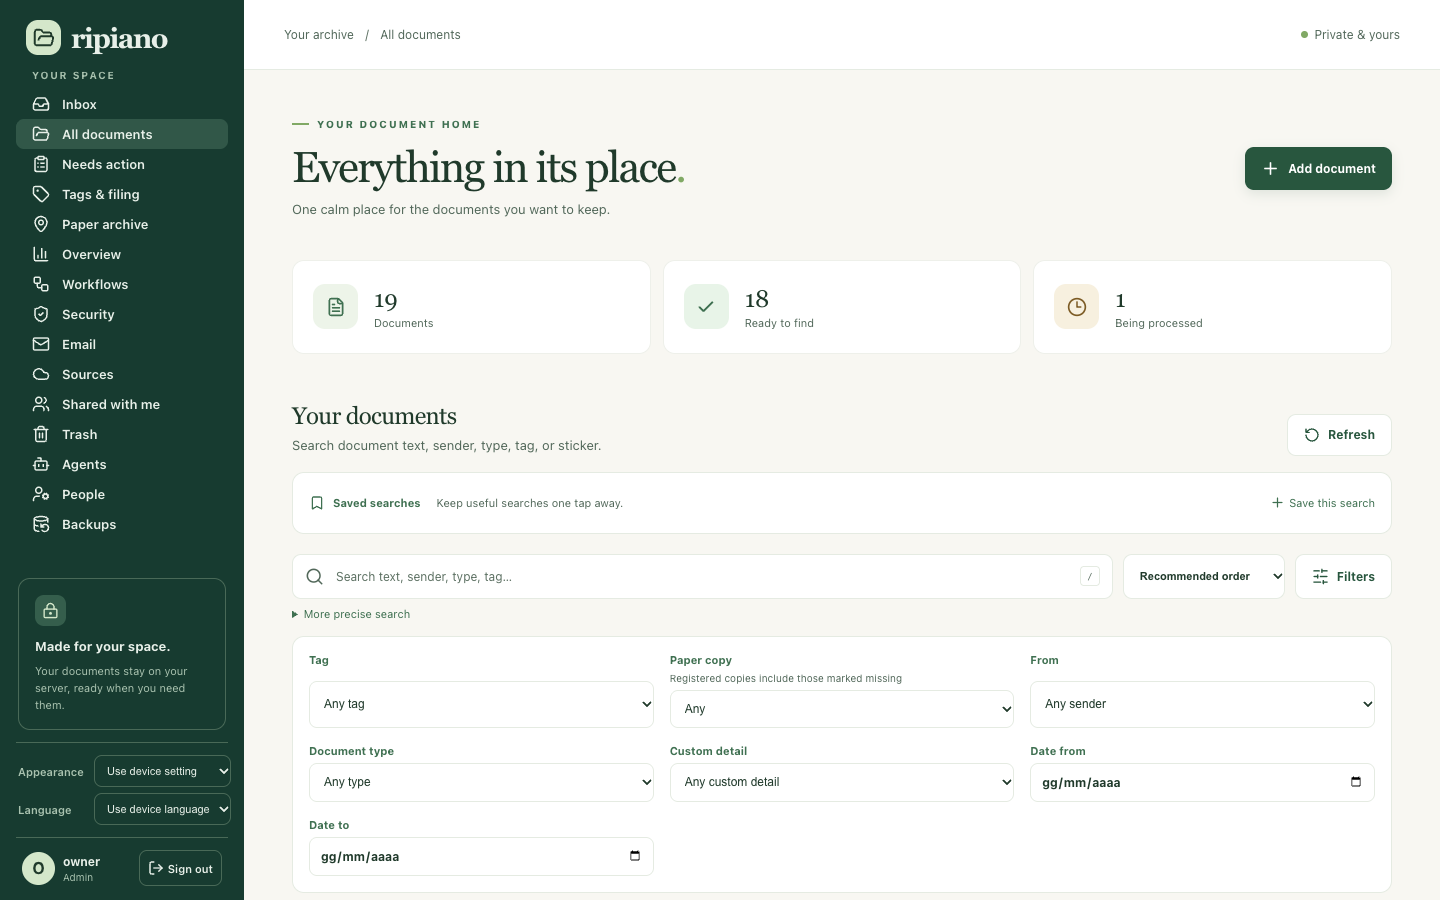 ripiano
YOUR SPACE
Inbox
All documents
Needs action
Tags & filing
Paper archive
Overview
Workflows
Security
Email
Sources
Shared with me
Trash
Agents
People
Backups
Made for your space.
Your documents stay on your
server, ready when you need
them.
Appearance
Use device setting
Language
Use device language
O
owner
Admin
Sign out
Your archive / All documents
Private & yours
YOUR DOCUMENT HOME
Everything in its place.
One calm place for the documents you want to keep.
Add document
19
Documents
18
Ready to find
1
Being processed
Your documents
Search document text, sender, type, tag, or sticker.
Refresh
Saved searches
Keep useful searches one tap away.
Save this search
Search text, sender, type, tag...
/
Recommended order
Filters
More precise search
Tag
Any tag
Paper copy
Registered copies include those marked missing
Any
From
Any sender
Document type
Any type
Custom detail
Any custom detail
Date from
gg/mm/aaaa
Date to
gg/mm/aaaa